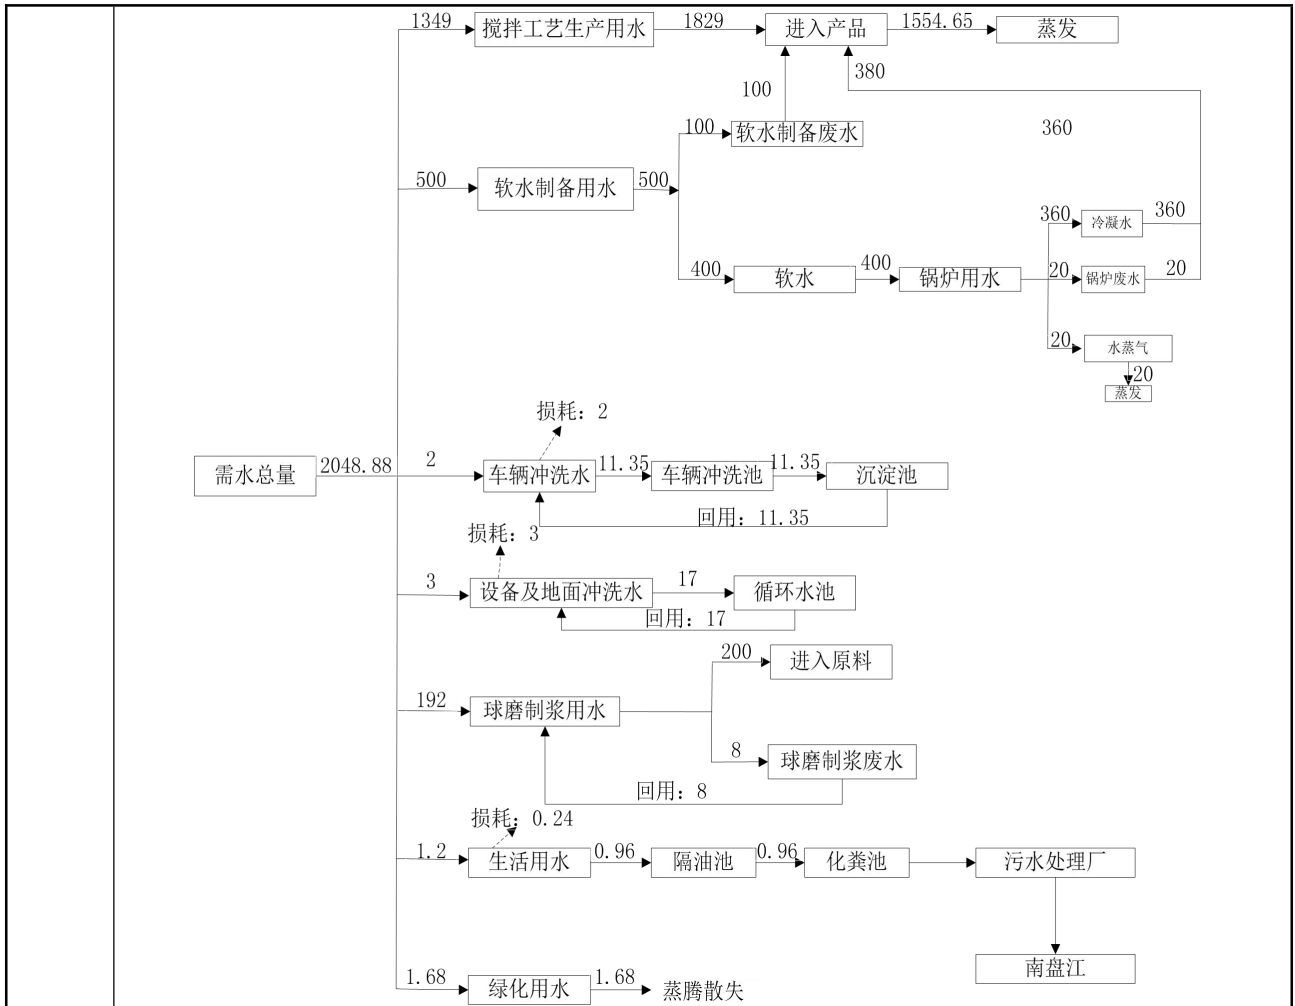 1349
搅拌工艺生产用水
1829
进入产品
1554.65
蒸发
380
100
360
100
软水制备废水
500
软水制备用水
500
360
冷凝水
360
400
软水
400
锅炉用水
20
锅炉废水
20
20
水蒸气
20
蒸发
损耗：2
需水总量
2048.88
2
车辆冲洗水
11.35
车辆冲洗池
11.35
沉淀池
回用：11.35
损耗：3
3
设备及地面冲洗水
17
循环水池
回用：17
200
进入原料
192
球磨制浆用水
8
球磨制浆废水
回用：8
损耗：0.24
1.2
生活用水
0.96
隔油池
0.96
化粪池
污水处理厂
南盘江
1.68
绿化用水
1.68
蒸腾散失